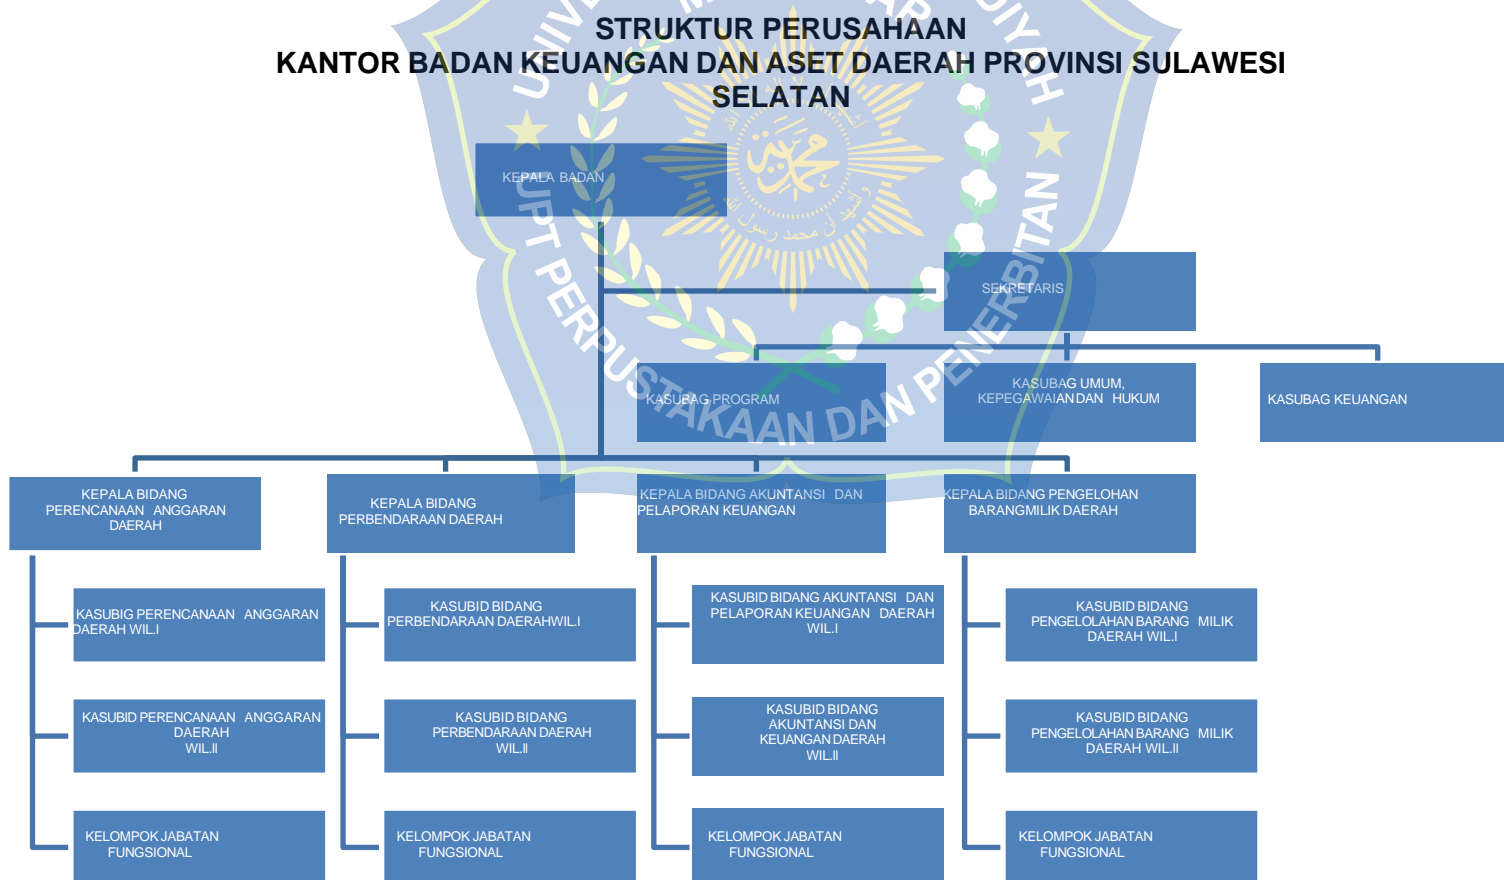 STRUKTUR PERUSAHAAN
KANTOR BADAN KEUANGAN DAN ASET DAERAH PROVINSI SULAWESI
SELATAN
KEPALA BADAN
SEKRETARIS
KASUBAG PROGRAM
KASUBAG UMUM,
KEPEGAWAIAN DAN HUKUM
KASUBAG KEUANGAN
KEPALA BIDANG
PERENCANAAN ANGGARAN
DAERAH
KEPALA BIDANG
PERBENDARAAN DAERAH
KEPALA BIDANG AKUNTANSI DAN
PELAPORAN KEUANGAN
KEPALA BIDANG PENGELOHAN
BARANGMILIK DAERAH
KASUBIG PERENCANAAN ANGGARAN
DAERAH WIL.I
KASUBID BIDANG
PERBENDARAAN DAERAHWIL.I
KASUBID BIDANG AKUNTANSI DAN
PELAPORAN KEUANGAN DAERAH
WIL.I
KASUBID BIDANG
PENGELOLAHAN BARANG MILIK
DAERAH WIL.I
KASUBID PERENCANAAN ANGGARAN
DAERAH
WIL.II
KASUBID BIDANG
PERBENDARAAN DAERAH
WIL.II
KASUBID BIDANG
AKUNTANSI DAN
KEUANGAN DAERAH
WIL.II
KASUBID BIDANG
PENGELOLAHAN BARANG MILIK
DAERAH WIL.II
KELOMPOK JABATAN
FUNGSIONAL
KELOMPOK JABATAN
FUNGSIONAL
KELOMPOK JABATAN
FUNGSIONAL
KELOMPOK JABATAN
FUNGSIONAL
UPT PERPUSTAKAAN DAN PENERBITAN
محمدية